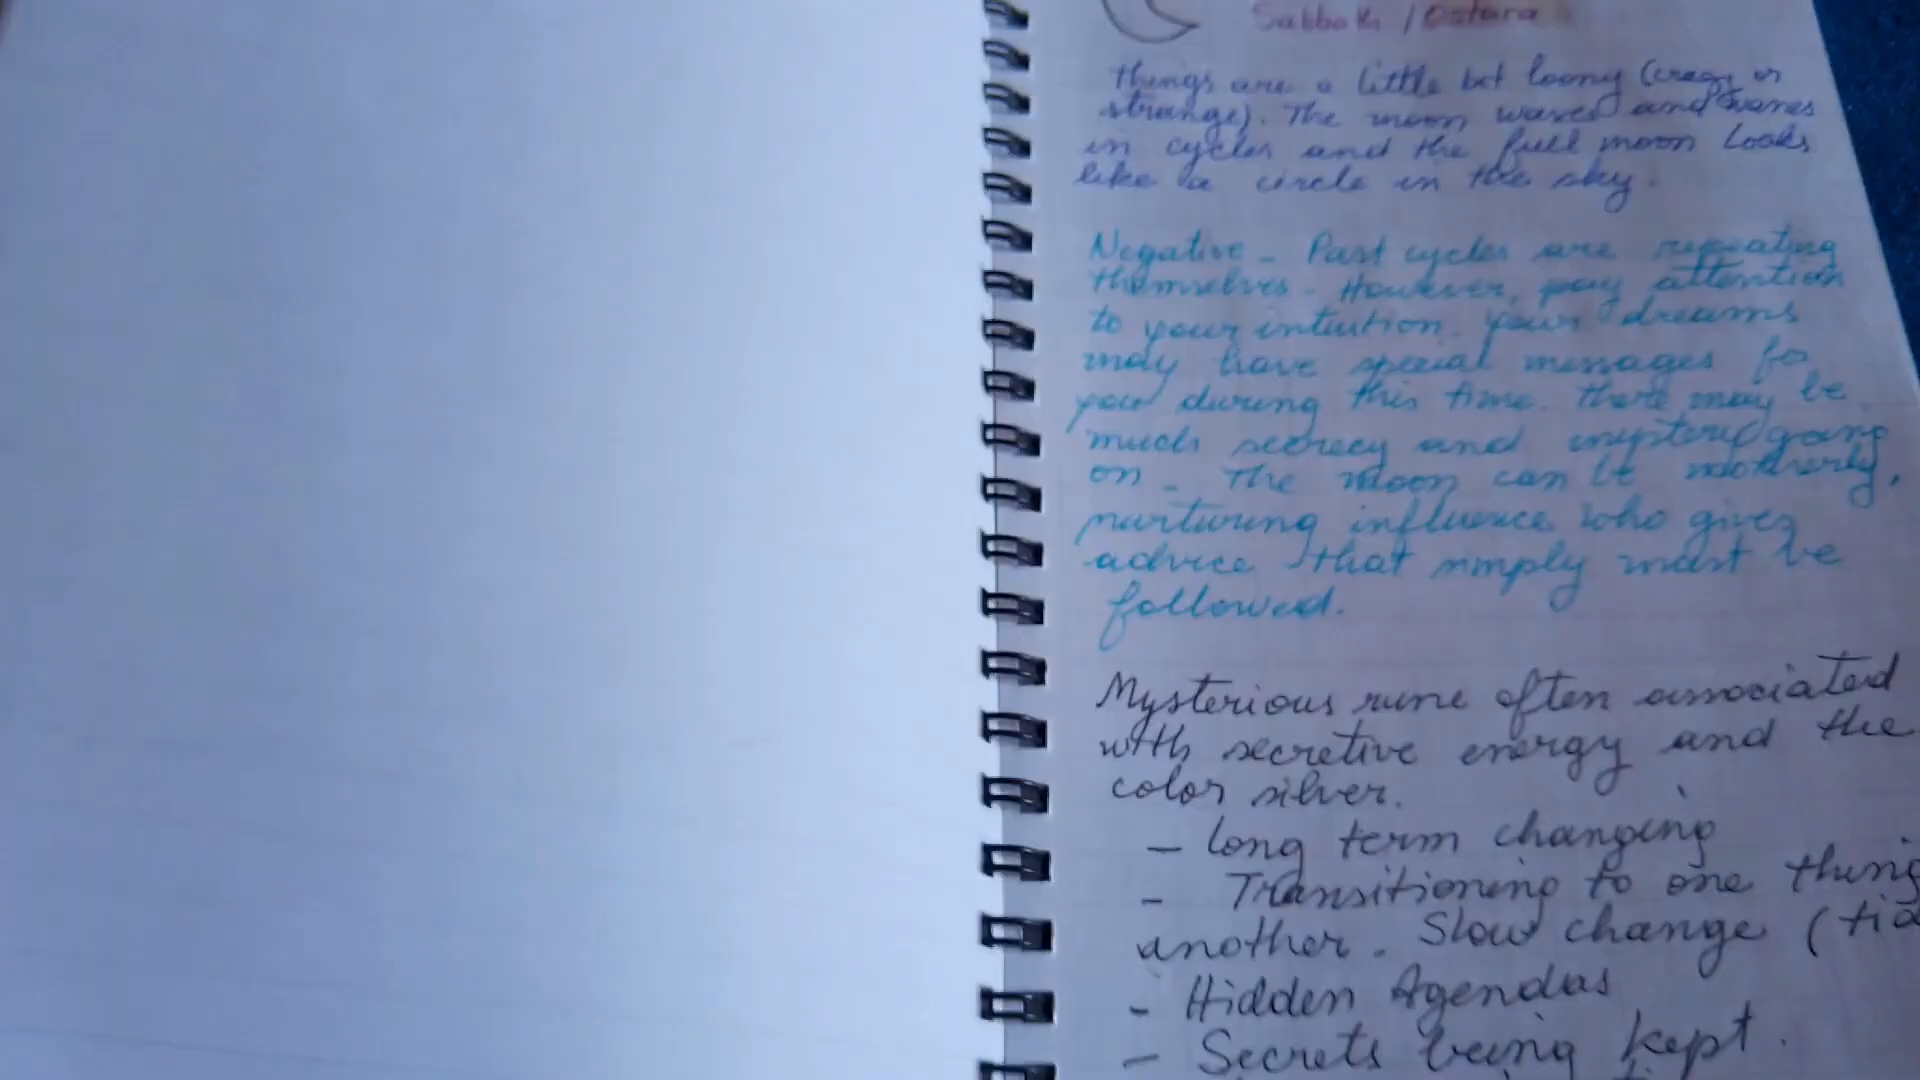 Sabbath / Ostara
things are a little bit loony (crazy or
strange). The moon waxes and wanes
in cycles and the full moon looks
like a circle in the sky.
Negative - Past cycles are repeating
themselves. However, pay attention
to your intuition. Your dreams
may have special messages for
you during this time. There may be
much secrecy and mystery going
on - The moon can be motherly,
nurturing influence who gives
advice that simply must be
followed.
Mysterious rune often associated
with secretive energy and the
color silver.
- Long term changing
- Transitioning to one thing
another. Slow change (tid
- Hidden Agendas
- Secrets being kept.